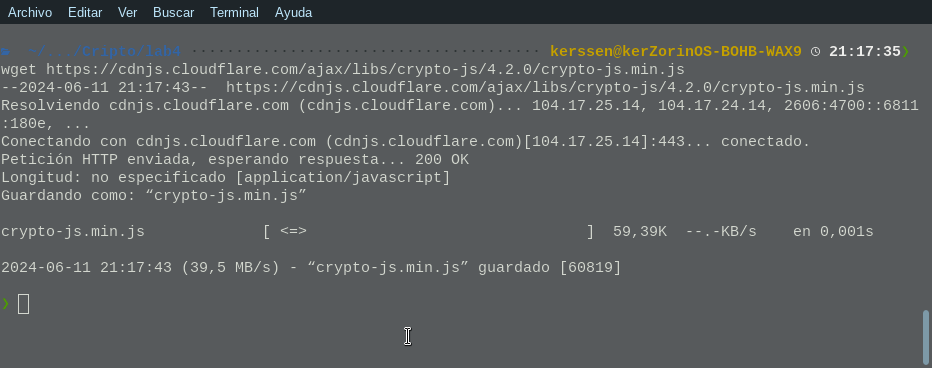 Archivo Editar Ver Buscar Terminal Ayuda
kerssen@kerZorinOS-BOHB-WAX9 21:17:35❯
wget https://cdnjs.cloudflare.com/ajax/libs/crypto-js/4.2.0/crypto-js.min.js
--2024-06-11 21:17:43--  https://cdnjs.cloudflare.com/ajax/libs/crypto-js/4.2.0/crypto-js.min.js
Resolviendo cdnjs.cloudflare.com (cdnjs.cloudflare.com)... 104.17.25.14, 104.17.24.14, 2606:4700::6811
:180e, ...
Conectando con cdnjs.cloudflare.com (cdnjs.cloudflare.com)[104.17.25.14]:443... conectado.
Petición HTTP enviada, esperando respuesta... 200 OK
Longitud: no especificado [application/javascript]
Guardando como: “crypto-js.min.js”
crypto-js.min.js [ <=> ] 59,39K --.-KB/s en 0,001s
2024-06-11 21:17:43 (39,5 MB/s) - “crypto-js.min.js” guardado [60819]
❯